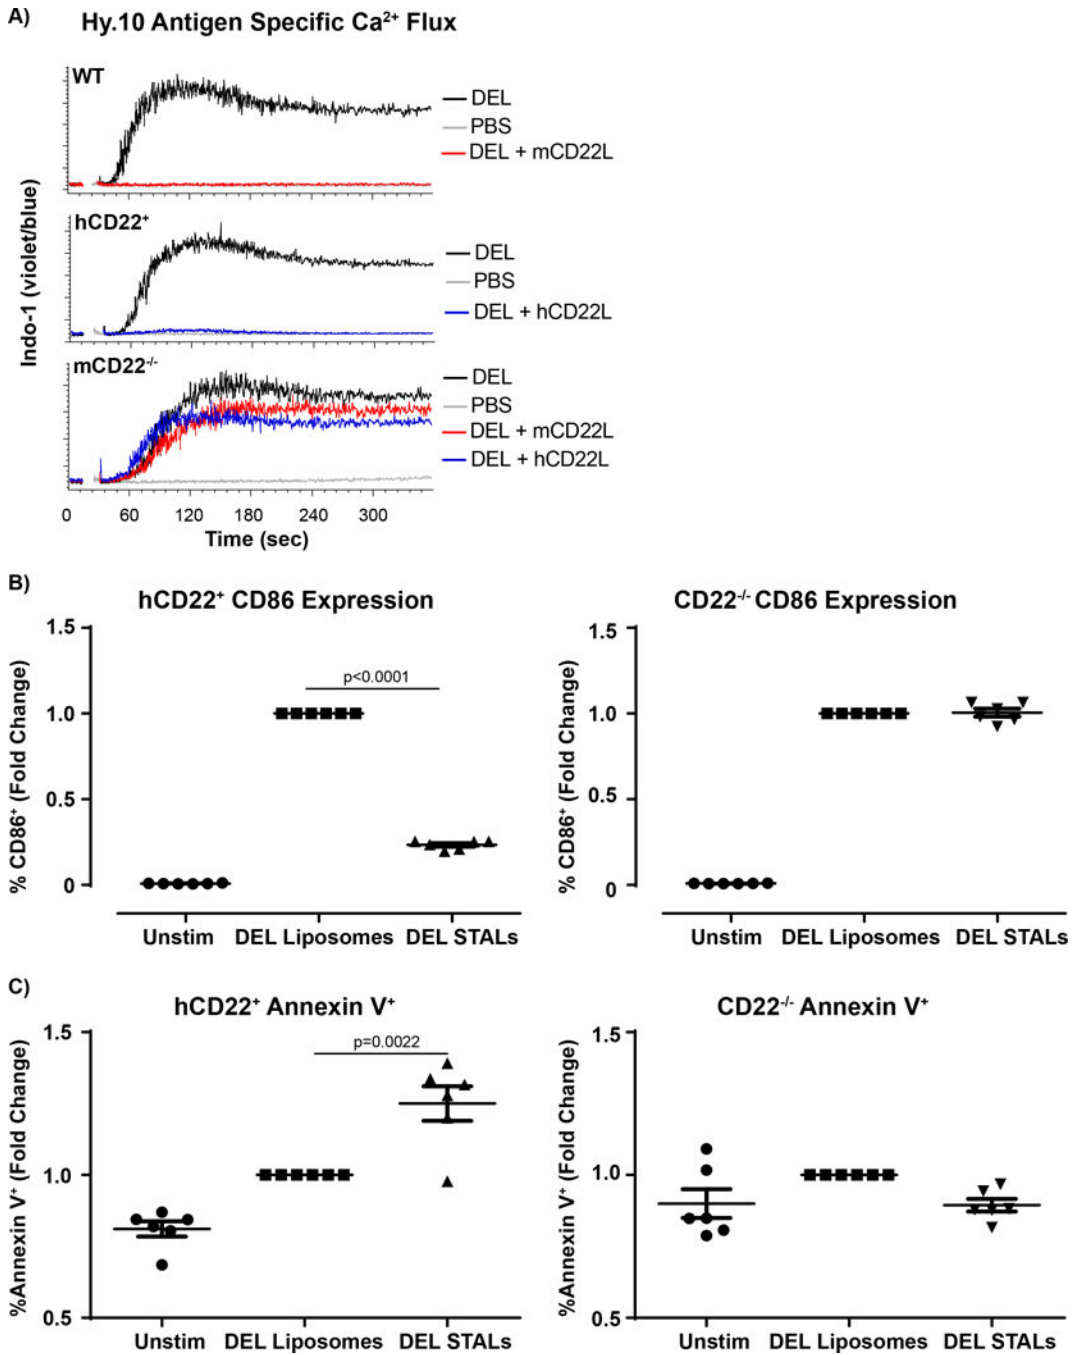 A) Hy.10 Antigen Specific Ca²⁺ Flux
Indo-1 (violet/blue)
WT
DEL
PBS
DEL + mCD22L
hCD22⁺
DEL
PBS
DEL + hCD22L
mCD22⁻/⁻
DEL
PBS
DEL + mCD22L
DEL + hCD22L
0 60 120 180 240 300
Time (sec)
B)
hCD22⁺ CD86 Expression
% CD86⁺ (Fold Change)
1.5
1.0
0.5
0
p<0.0001
Unstim DEL Liposomes DEL STALs
CD22⁻/⁻ CD86 Expression
% CD86⁺ (Fold Change)
1.5
1.0
0.5
0
Unstim DEL Liposomes DEL STALs
C)
hCD22⁺ Annexin V⁺
%Annexin V⁺ (Fold Change)
1.5
1.0
0.5
p=0.0022
Unstim DEL Liposomes DEL STALs
CD22⁻/⁻ Annexin V⁺
%Annexin V⁺ (Fold Change)
1.5
1.0
0.5
Unstim DEL Liposomes DEL STALs